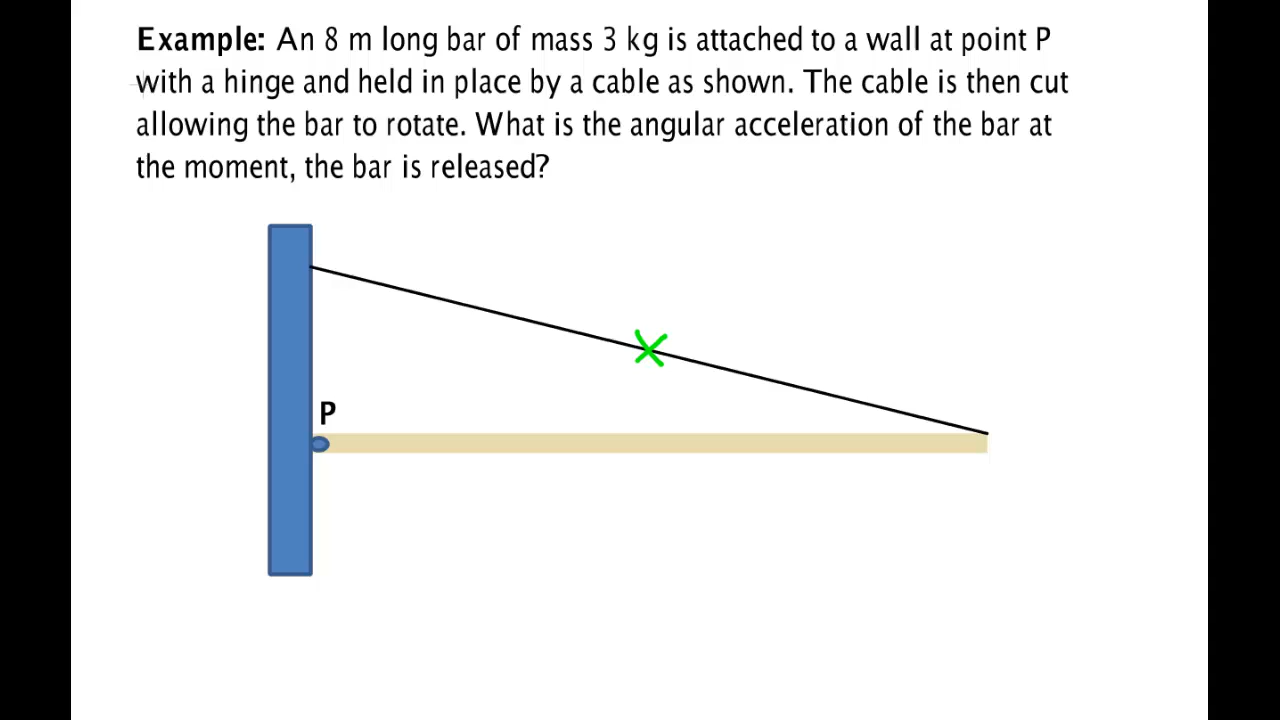 Example: An 8 m long bar of mass 3 kg is attached to a wall at point P
with a hinge and held in place by a cable as shown. The cable is then cut
allowing the bar to rotate. What is the angular acceleration of the bar at
the moment, the bar is released?
P